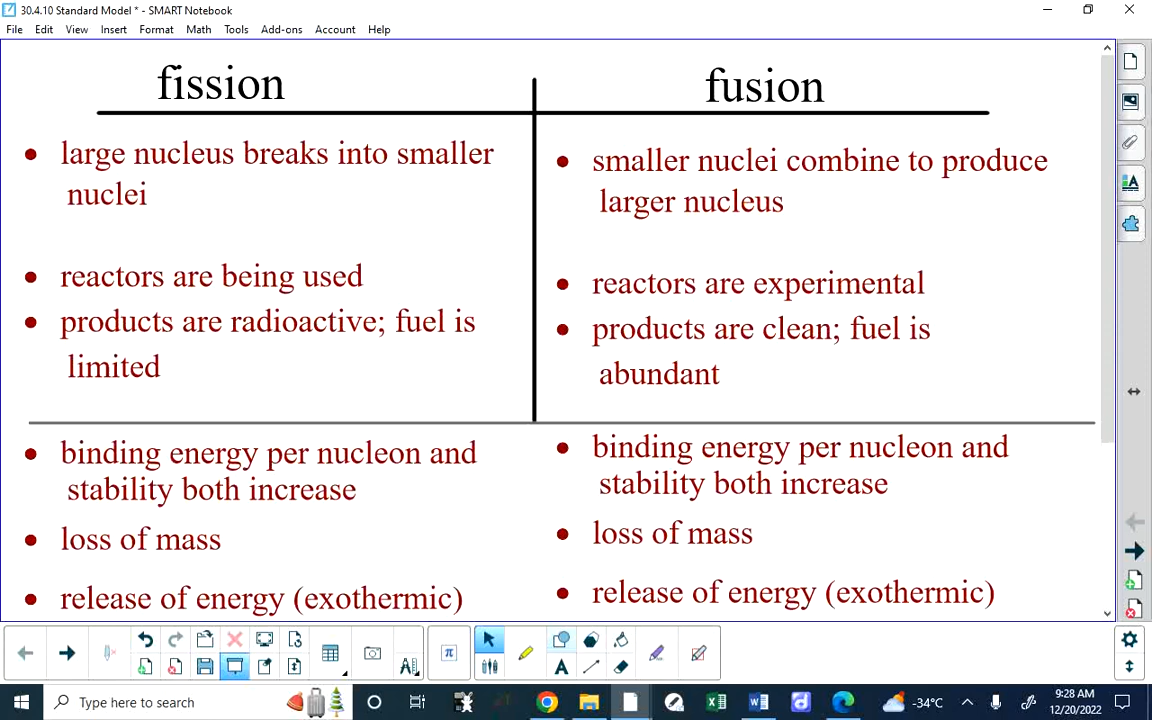 30.4.10 Standard Model * - SMART Notebook
File Edit View Insert Format Math Tools Add-ons Account Help
fission
fusion
• large nucleus breaks into smaller
nuclei
• smaller nuclei combine to produce
larger nucleus
• reactors are being used
• reactors are experimental
• products are radioactive; fuel is
limited
• products are clean; fuel is
abundant
• binding energy per nucleon and
stability both increase
• binding energy per nucleon and
stability both increase
• loss of mass
• loss of mass
• release of energy (exothermic)
• release of energy (exothermic)
Type here to search
-34°C
9:28 AM
12/20/2022